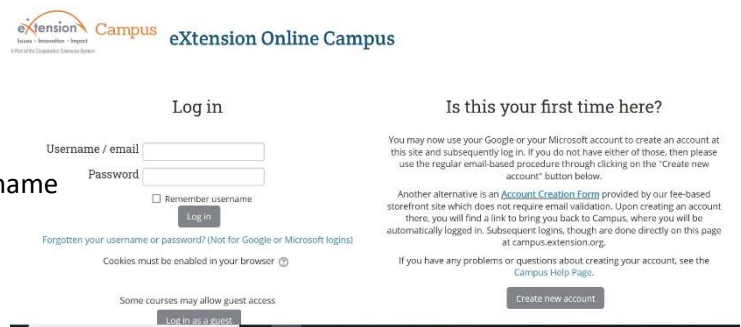 eXtension Campus
Issues - Innovation - Impact
A Part of the Cooperative Extension System
eXtension Online Campus
Log in
Username / email
Password
name
Remember username
Log in
Forgotten your username or password? (Not for Google or Microsoft logins)
Cookies must be enabled in your browser
Some courses may allow guest access
Log in as a guest
Is this your first time here?
You may now use your Google or your Microsoft account to create an account at
this site and subsequently log in. If you do not have either of those, then please
use the regular email-based procedure through clicking on the "Create new
account" button below.
Another alternative is an Account Creation Form provided by our fee-based
storefront site which does not require email validation. Upon creating an account
there, you will find a link to bring you back to Campus, where you will be
automatically logged in. Subsequent logins, though are done directly on this page
at campus.extension.org.
If you have any problems or questions about creating your account, see the
Campus Help Page.
Create new account